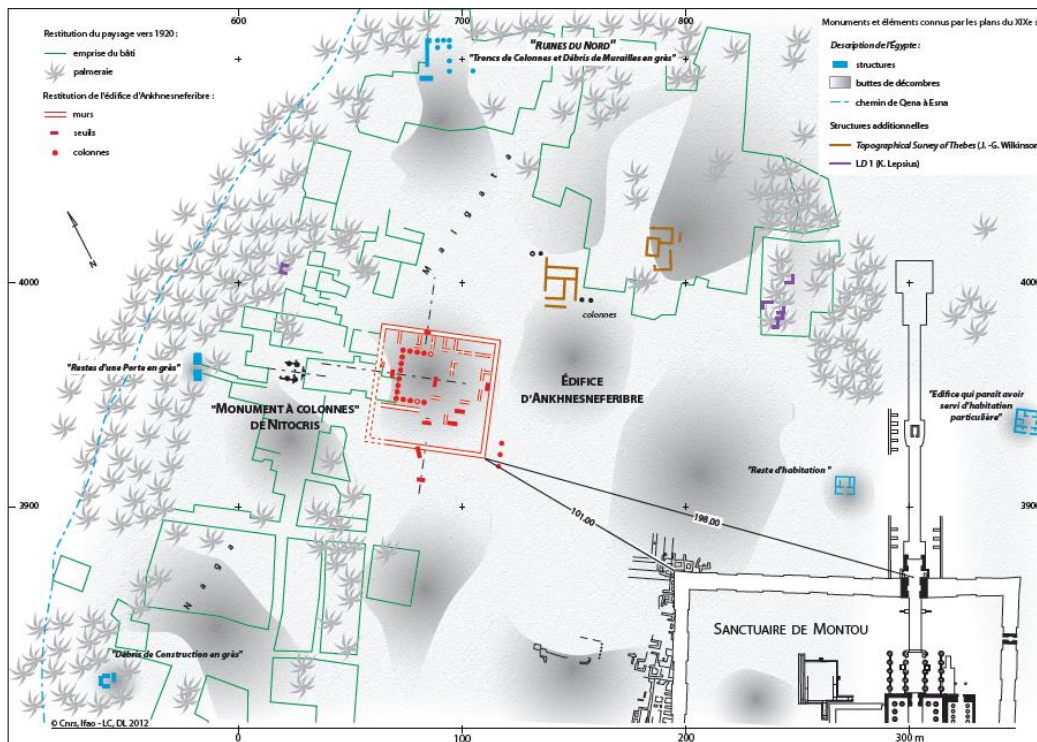 600
700
800
Restitution du paysage vers 1920 :
emprise du bâti
palmeraie
Restitution de l'édifice d'Ankhnesneferibre :
murs
seuils
colonnes
Monuments et éléments connus par les plans du XIXe s
Description de l'Égypte :
structures
buttes de décombres
chemin de Qena à Esna
Structures additionnelles
Topographical Survey of Thebes (J. -G. Wilkinson
LD 1 (K. Lepsius)
"RUINES DU NORD"
"Troncs de Colonnes et Débris de Murailles en grès"
N
Malgata
4000
4000
colonnes
"Restes d'une Porte en grès"
ÉDIFICE
D'ANKHNESNEFERIBRE
"MONUMENT À COLONNES"
DE NITOCRIS
"Edifice qui paraît avoir
servi d'habitation
particulière"
"Reste d'habitation"
3900
3900
101.00
198.00
Naga
SANCTUAIRE DE MONTOU
"Débris de Construction en grès"
© Cnrs, Ifao - LC, DL 2012
0
100
200
300 m